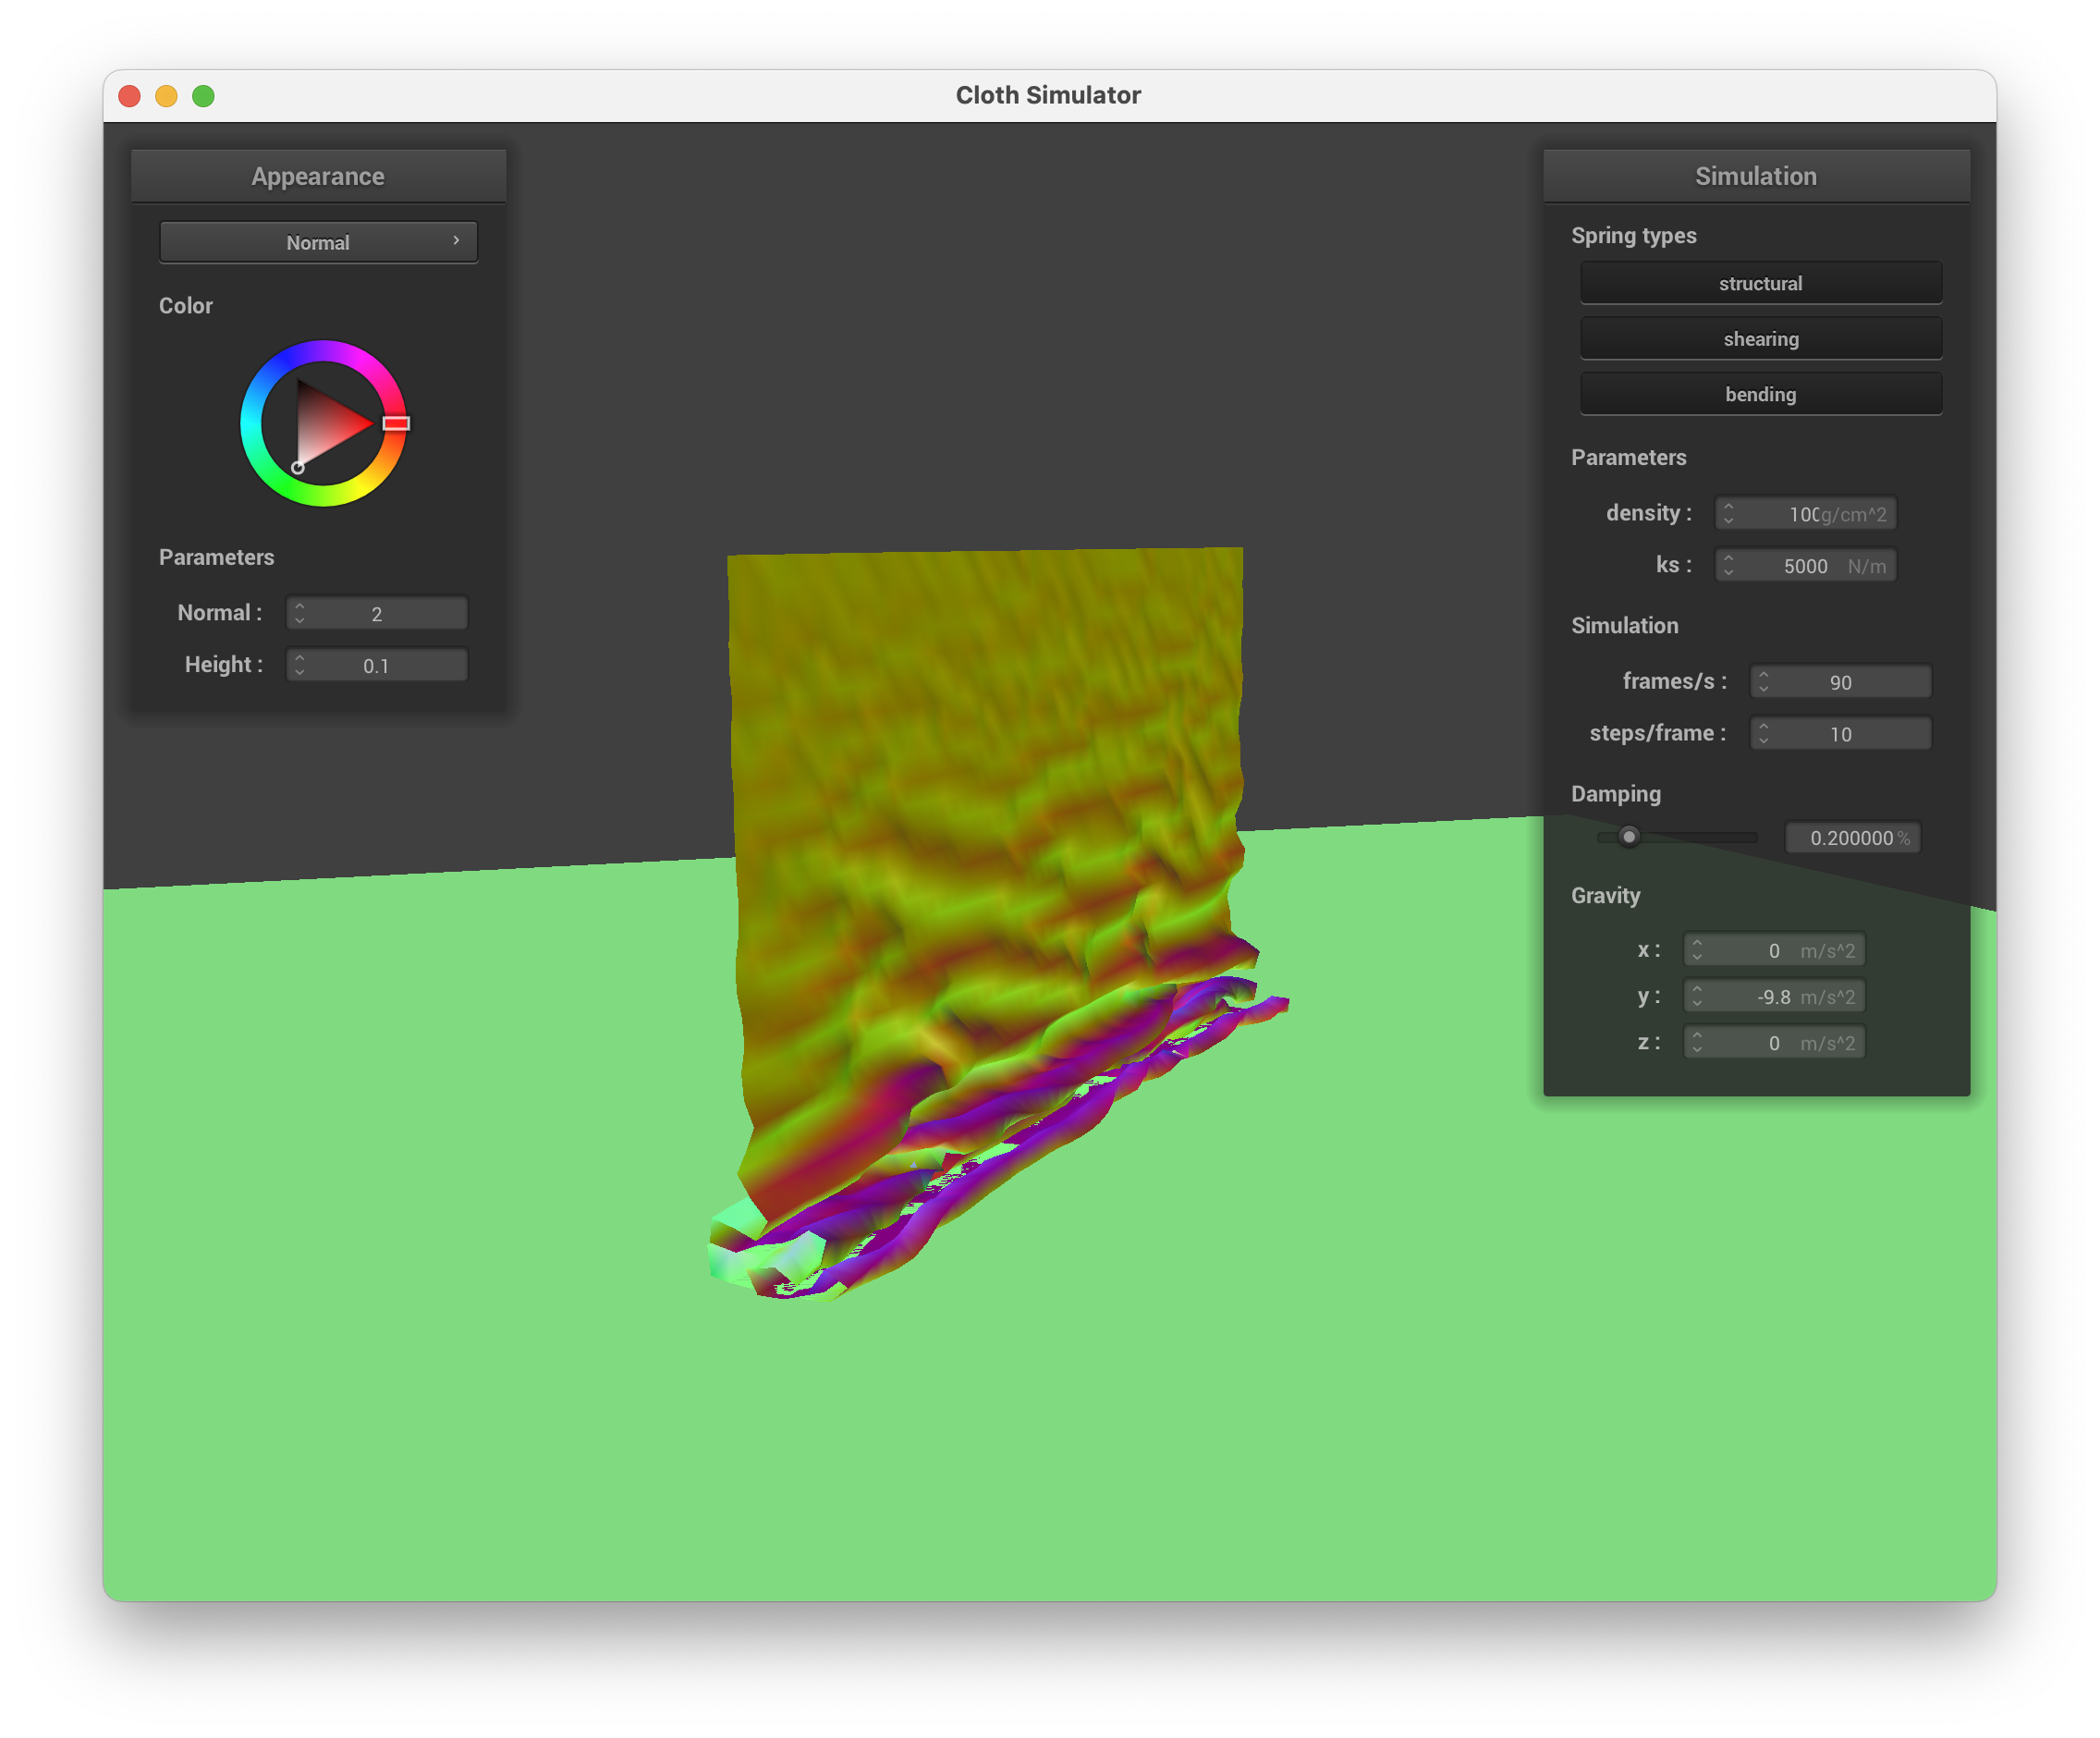 Cloth Simulator
Appearance
Normal
Color
Parameters
Normal : 2
Height : 0.1
Simulation
Spring types
structural
shearing
bending
Parameters
density : 100 g/cm^2
ks : 5000 N/m
Simulation
frames/s : 90
steps/frame : 10
Damping
0.200000 %
Gravity
x : 0 m/s^2
y : -9.8 m/s^2
z : 0 m/s^2